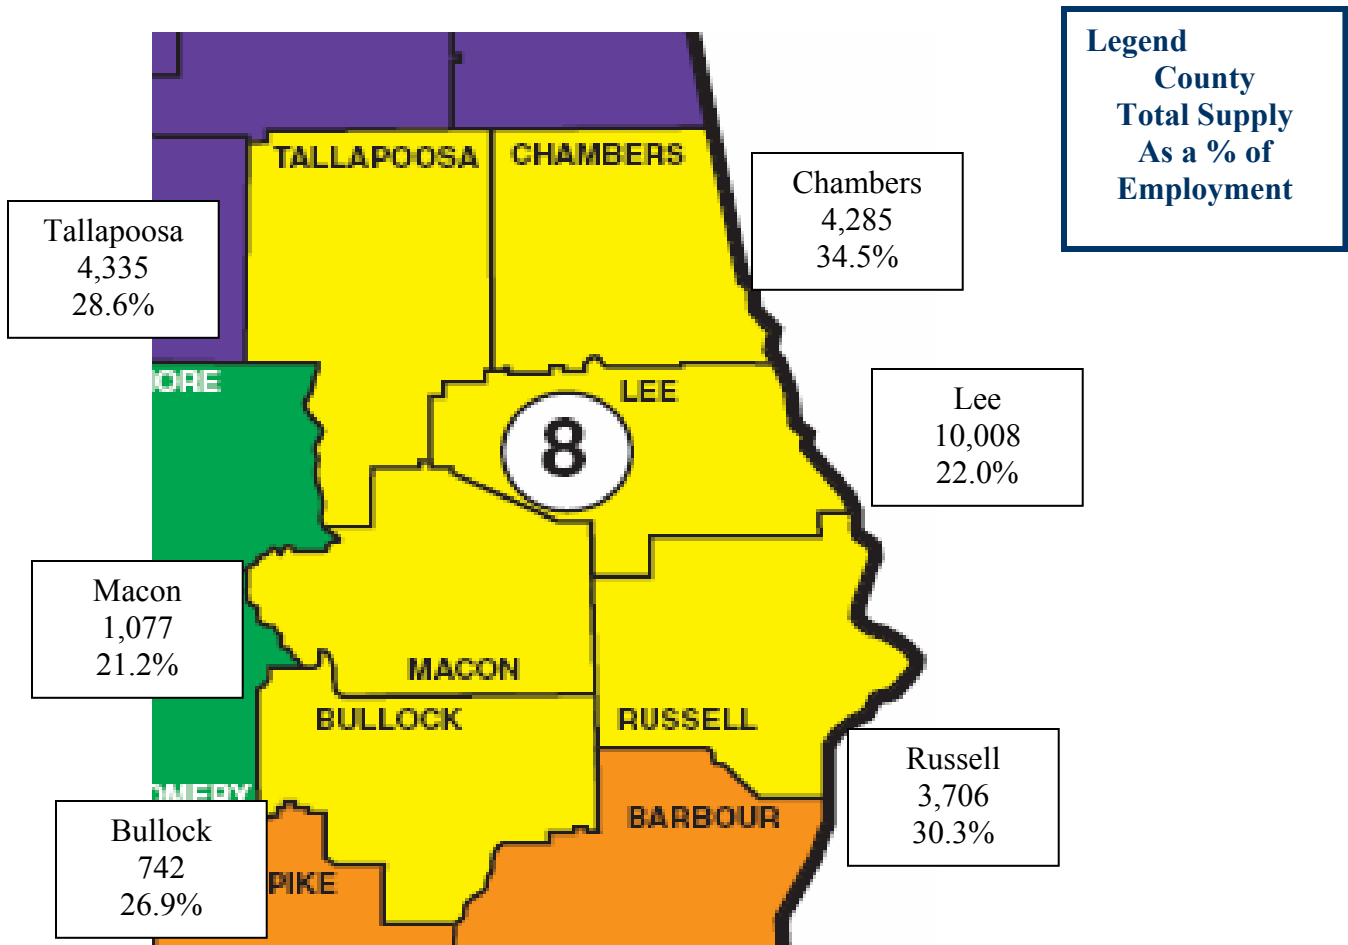 Legend
County
Total Supply
As a % of
Employment
TALLAPOOSA
CHAMBERS
Chambers
4,285
34.5%
Tallapoosa
4,335
28.6%
ORE
LEE
8
Lee
10,008
22.0%
Macon
1,077
21.2%
MACON
BULLOCK
RUSSELL
Russell
3,706
30.3%
OMERY
BARBOUR
Bullock
742
26.9%
PIKE